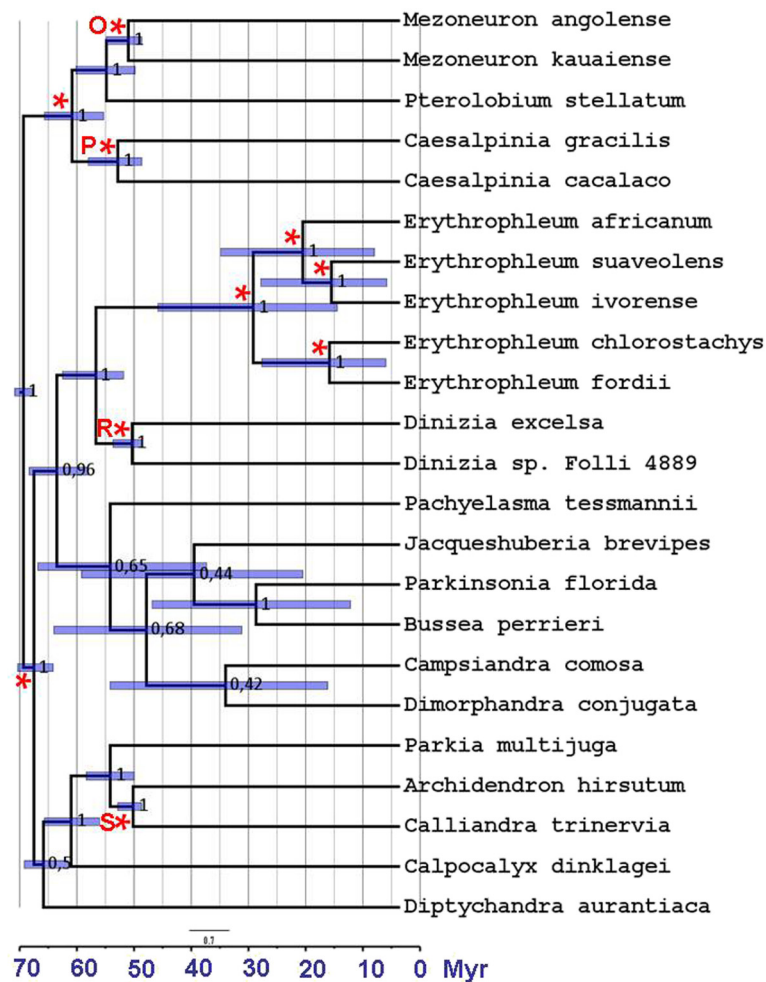 O* Mezoneuron angolense
1
Mezoneuron kauaiense
1
* Pterolobium stellatum
1
P* Caesalpinia gracilis
1
Caesalpinia cacalaco
Erythrophleum africanum
* 1
* Erythrophleum suaveolens
1
* Erythrophleum ivorense
1
* Erythrophleum chlorostachys
1
1 Erythrophleum fordii
1
R* Dinizia excelsa
1
Dinizia sp. Folli 4889
0,96
Pachyelasma tessmannii
Jacqueshuberia brevipes
0,65
0,44
Parkinsonia florida
1
Bussea perrieri
0,68
Campsiandra comosa
1
* 0,42
Dimorphandra conjugata
Parkia multijuga
1
Archidendron hirsutum
1
1 S* Calliandra trinervia
0,5 Calpocalyx dinklagei
Diptychandra aurantiaca
0.7
70 60 50 40 30 20 10 0 Myr